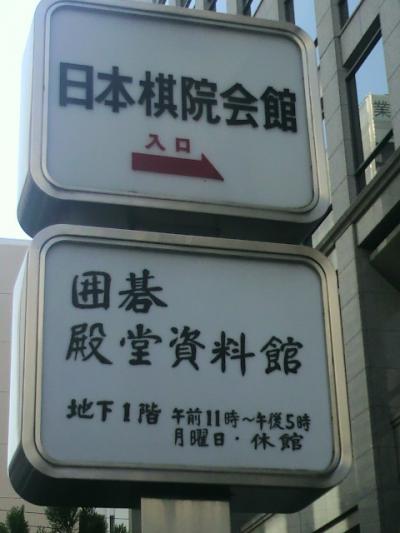 日本棋院会館
入口
囲碁
殿堂資料館
地下1階 午前11時～午後5時
月曜日・休館
業